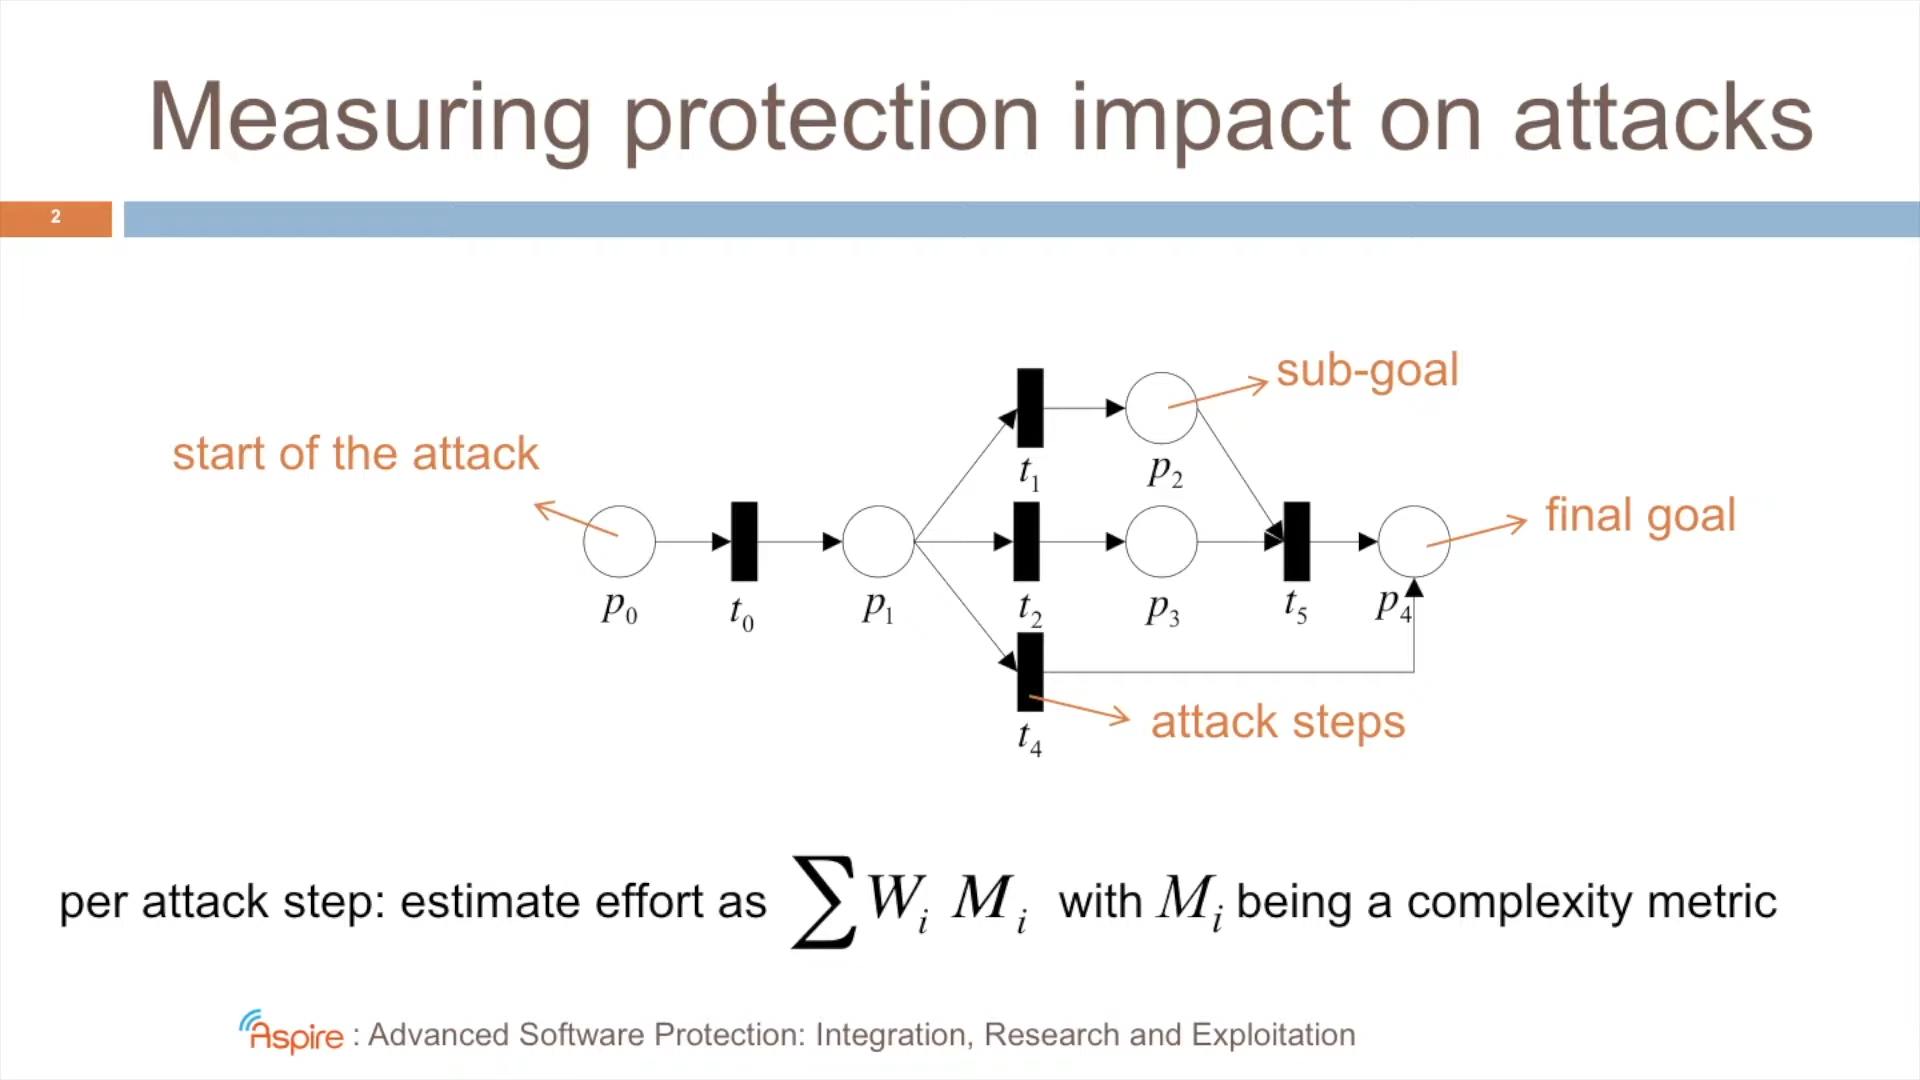 Measuring protection impact on attacks
2
sub-goal
start of the attack
t1
p2
final goal
p0
t0
p1
t2
p3
t5
p4
attack steps
t4
per attack step: estimate effort as ∑ Wi Mi with Mi being a complexity metric
Aspire : Advanced Software Protection: Integration, Research and Exploitation